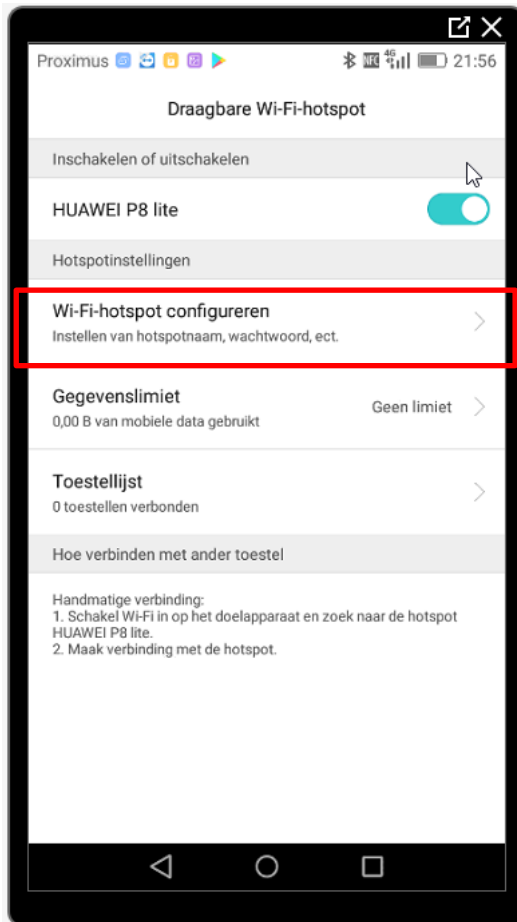 Proximus NFC 4G 21:56
Draagbare Wi-Fi-hotspot
Inschakelen of uitschakelen
HUAWEI P8 lite
Hotspotinstellingen
Wi-Fi-hotspot configureren
Instellen van hotspotnaam, wachtwoord, ect.
Gegevenslimiet
0,00 B van mobiele data gebruikt
Geen limiet
Toestellijst
0 toestellen verbonden
Hoe verbinden met ander toestel
Handmatige verbinding:
1. Schakel Wi-Fi in op het doelapparaat en zoek naar de hotspot
HUAWEI P8 lite.
2. Maak verbinding met de hotspot.